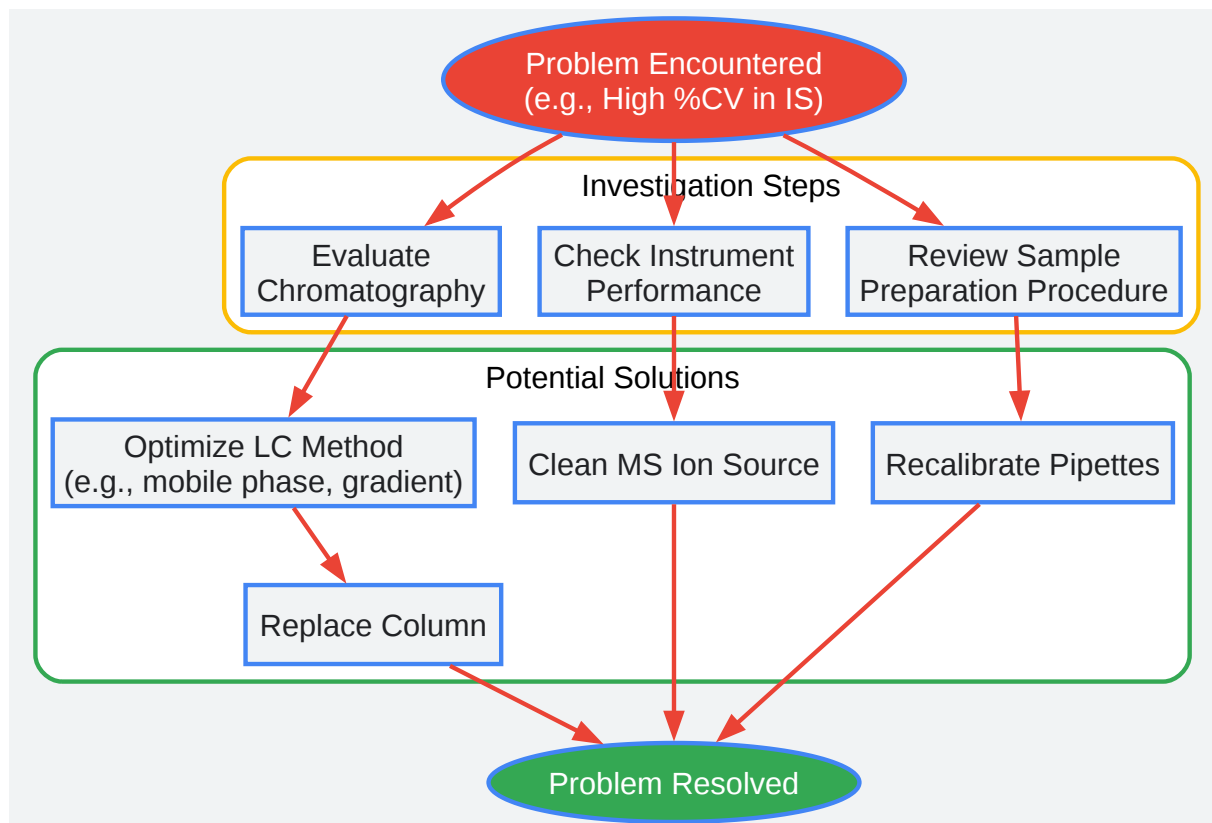 Problem Encountered
(e.g., High %CV in IS)
Investigation Steps
Evaluate
Chromatography
Check Instrument
Performance
Review Sample
Preparation Procedure
Potential Solutions
Optimize LC Method
(e.g., mobile phase, gradient)
Clean MS Ion Source
Recalibrate Pipettes
Replace Column
Problem Resolved